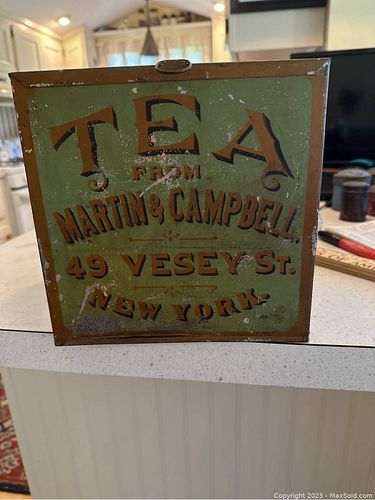 TEA
FROM
MARTIN & CAMPBELL.
49 VESEY ST.
NEW YORK.
Copyright 2023 - MaxSold.com